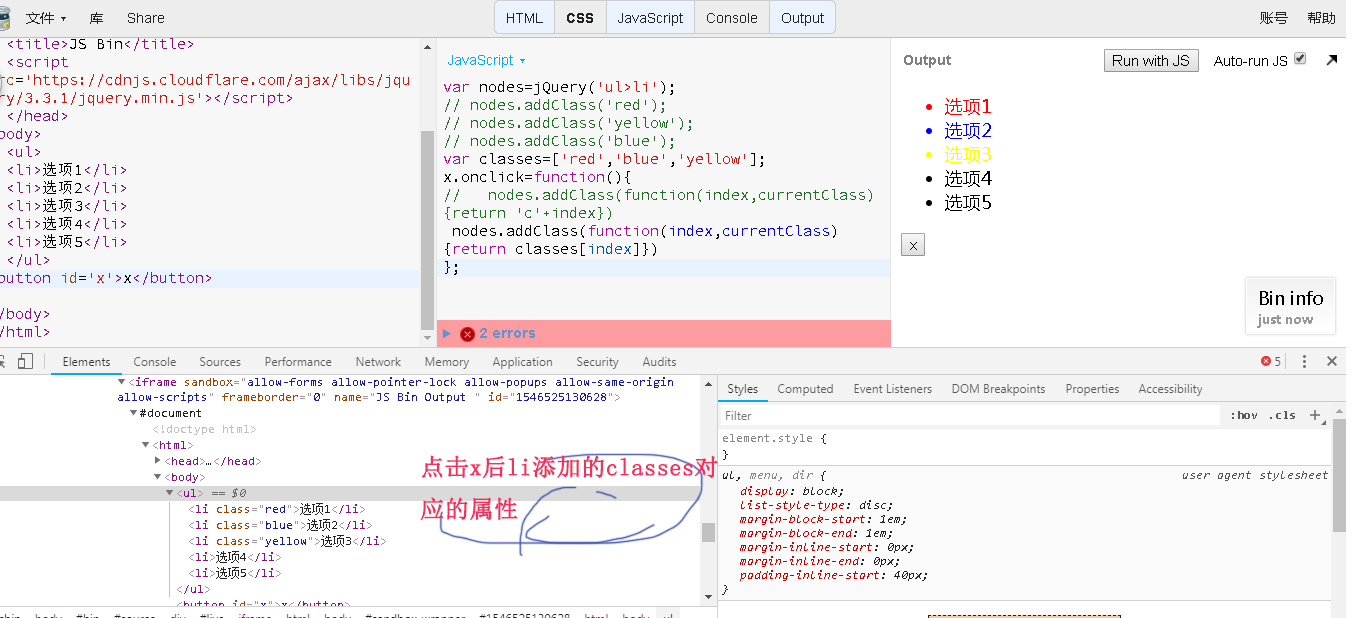 文件 库 Share HTML CSS JavaScript Console Output 账号 帮助
<title>JS Bin</title>
<script
rc='https://cdnjs.cloudflare.com/ajax/libs/jqu
ry/3.3.1/jquery.min.js'></script>
</head>
body>
<ul>
<li>选项1</li>
<li>选项2</li>
<li>选项3</li>
<li>选项4</li>
<li>选项5</li>
</ul>
button id='x'>x</button>
/body>
/html>
JavaScript
var nodes=jQuery('ul>li');
// nodes.addClass('red');
// nodes.addClass('yellow');
// nodes.addClass('blue');
var classes=['red','blue','yellow'];
x.onclick=function(){
//   nodes.addClass(function(index,currentClass)
{return 'c'+index})
nodes.addClass(function(index,currentClass)
{return classes[index]})
};
2 errors
Output Run with JS Auto-run JS
选项1
选项2
选项3
选项4
选项5
x
Bin info
just now
Elements Console Sources Performance Network Memory Application Security Audits 5
<iframe sandbox="allow-forms allow-pointer-lock allow-popups allow-same-origin
allow-scripts" frameborder="0" name="JS Bin Output " id="1546525130628">
#document
<!doctype html>
<html>
<head>…</head>
<body>
<ul> == $0
<li class="red">选项1</li>
<li class="blue">选项2</li>
<li class="yellow">选项3</li>
<li>选项4</li>
<li>选项5</li>
</ul>
<button id="x">x</button>
点击x后li添加的classes对
应的属性
Styles Computed Event Listeners DOM Breakpoints Properties Accessibility
Filter :hov .cls +
element.style {
}
ul, menu, dir { user agent stylesheet
display: block;
list-style-type: disc;
margin-block-start: 1em;
margin-block-end: 1em;
margin-inline-start: 0px;
margin-inline-end: 0px;
padding-inline-start: 40px;
}